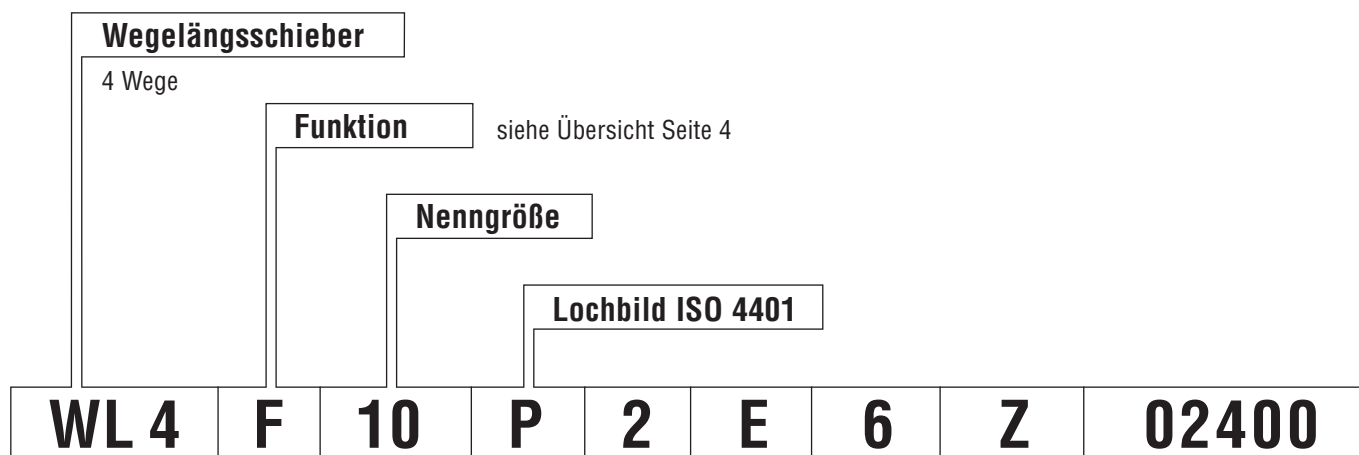 Wegelängsschieber
4 Wege
Funktion siehe Übersicht Seite 4
Nenngröße
Lochbild ISO 4401
WL 4 F 10 P 2 E 6 Z 02400